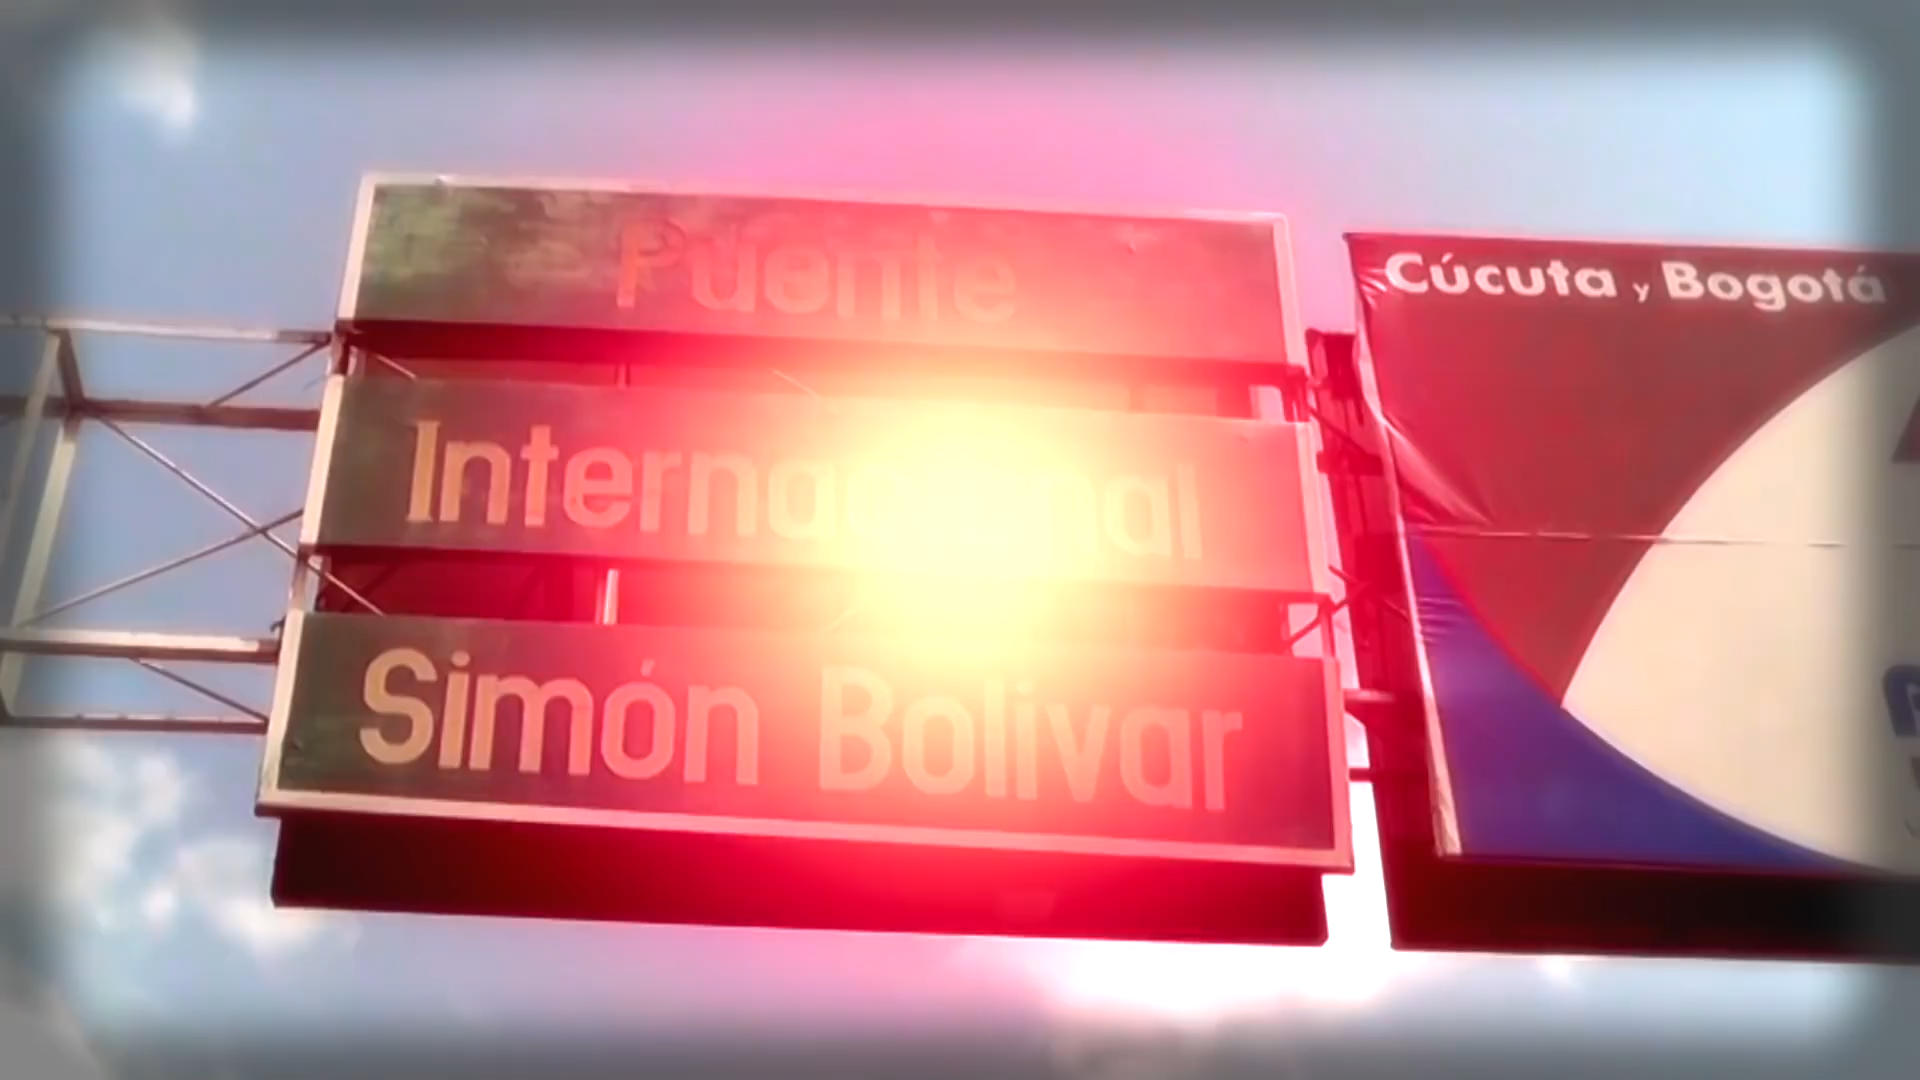 Puente
Internacional
Simón Bolivar
Cúcuta y Bogotá